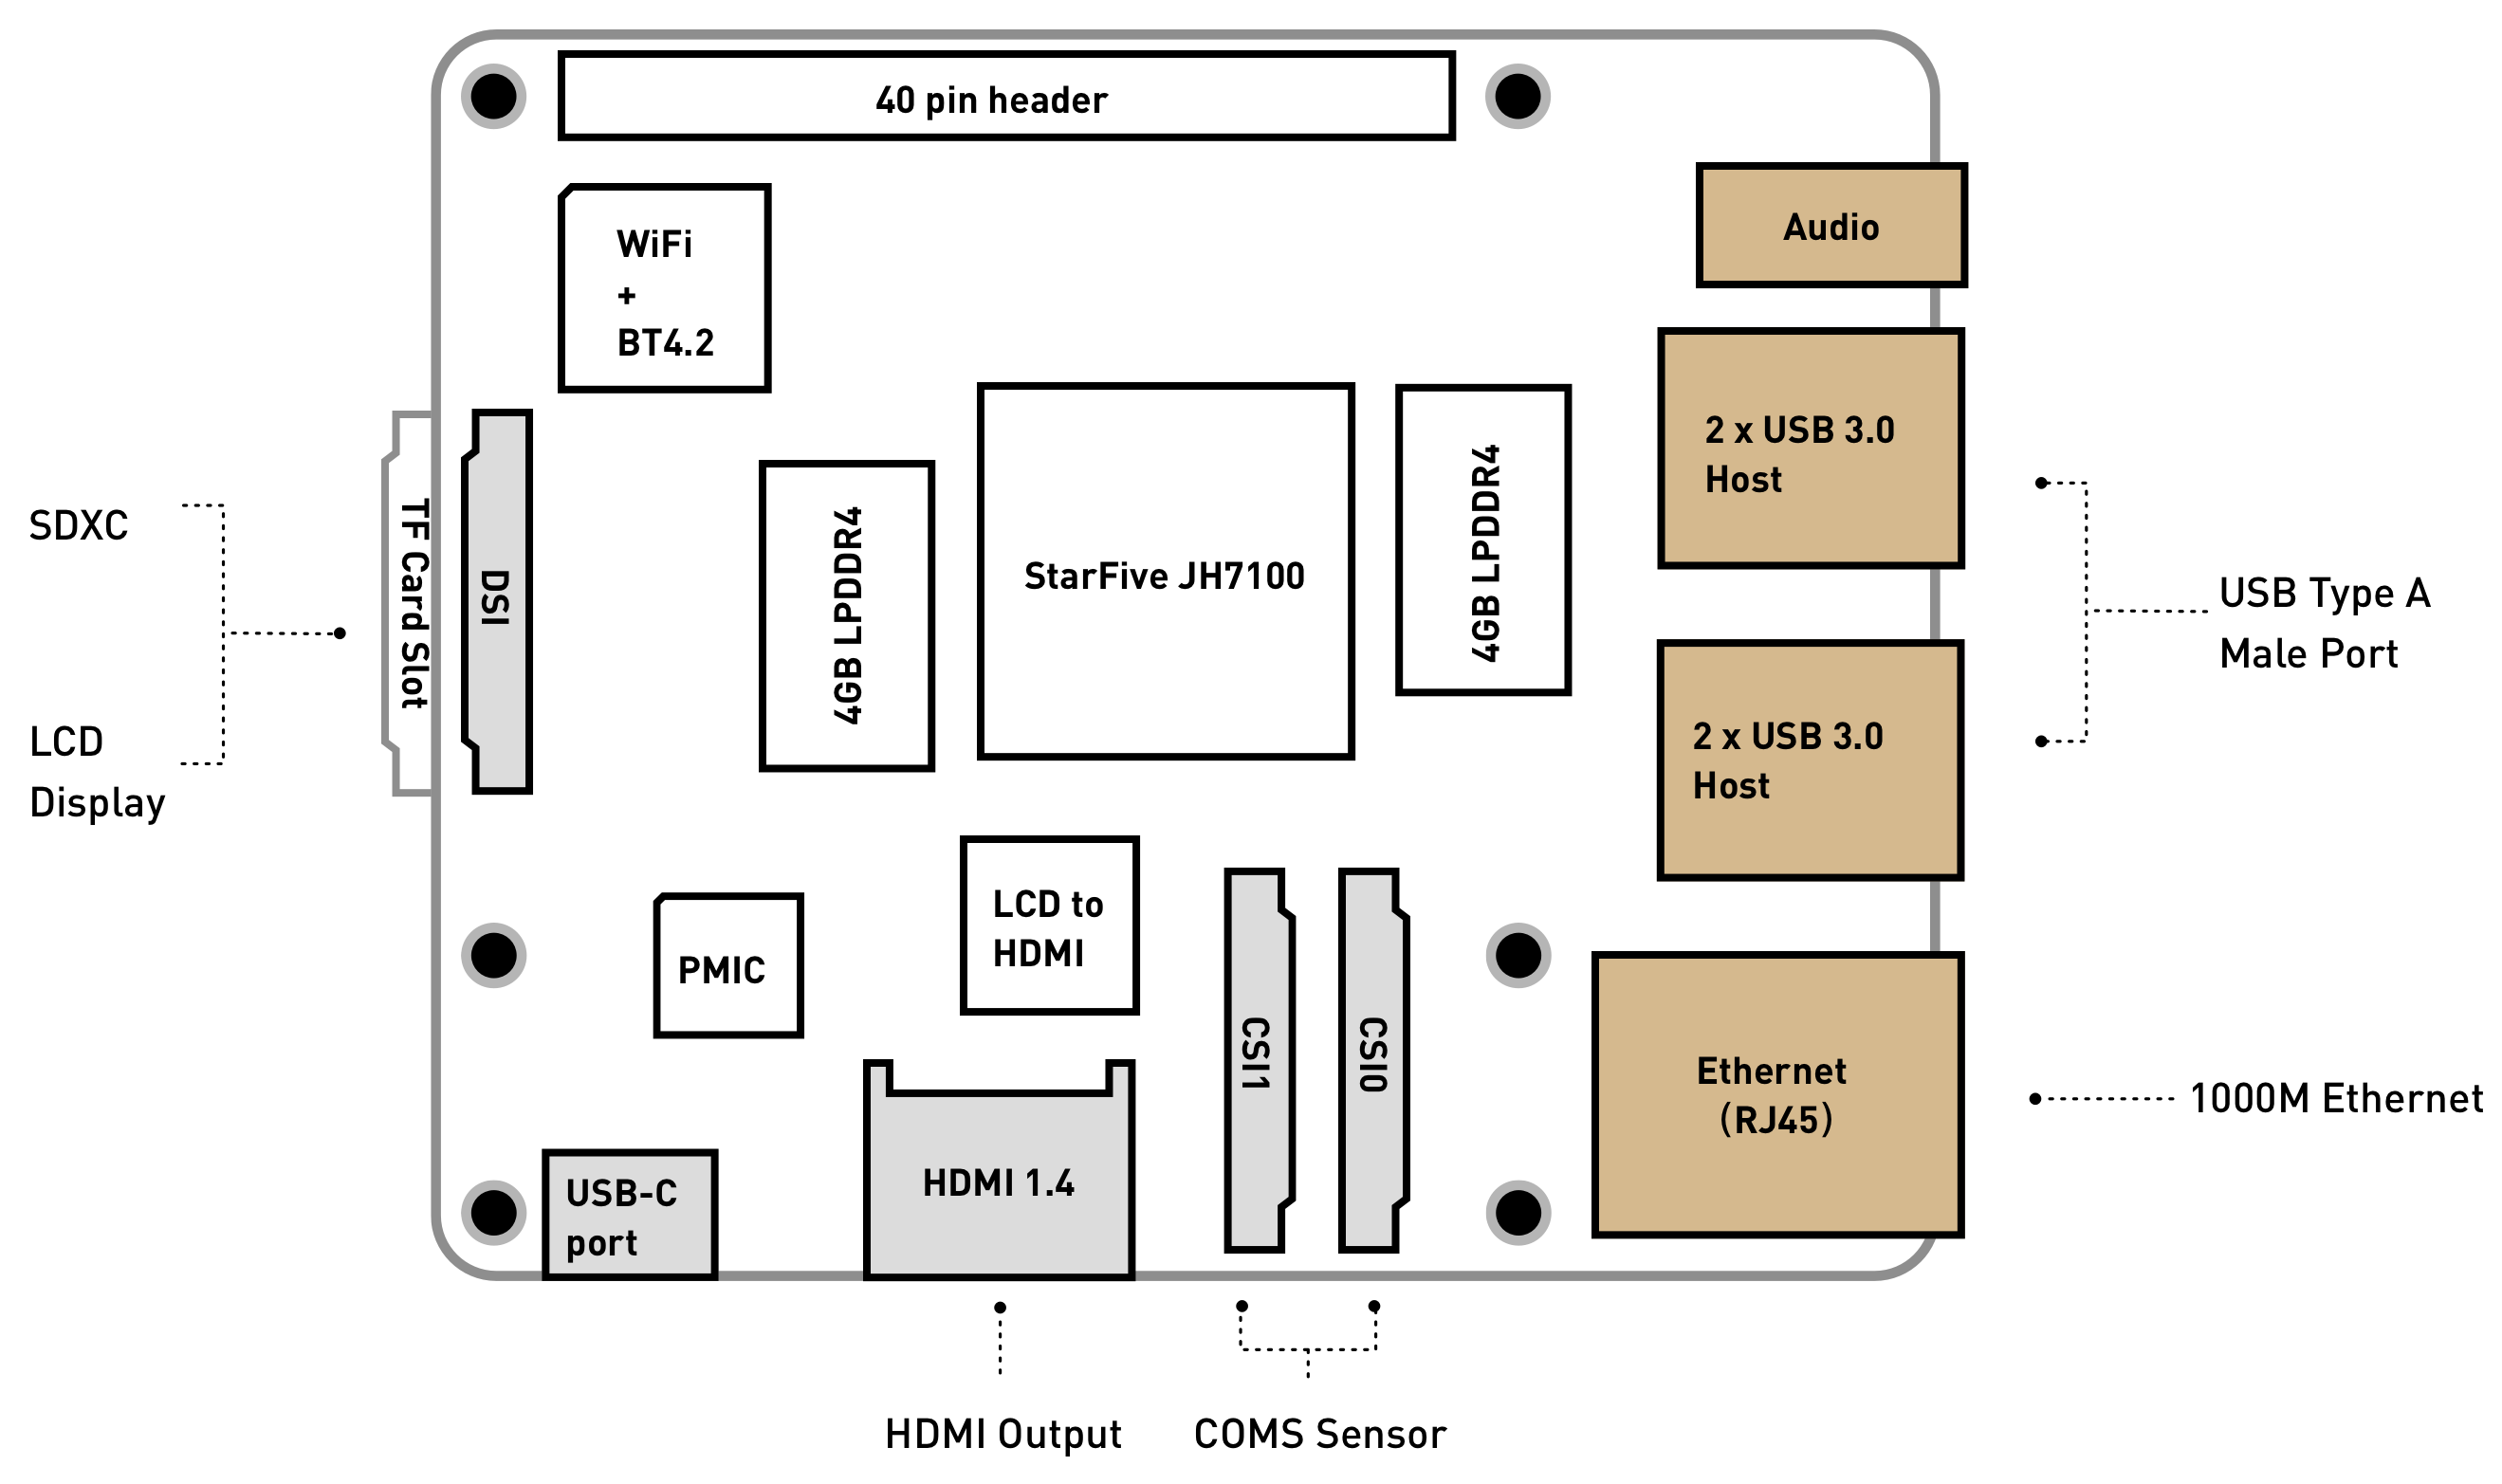 40 pin header
Audio
WiFi
+
BT4.2
2 x USB 3.0
Host
4GB LPDDR4
StarFive JH7100
4GB LPDDR4
SDXC
TF Card Slot
DSI
USB Type A
Male Port
LCD
Display
2 x USB 3.0
Host
LCD to
HDMI
PMIC
CSI1
CSI0
Ethernet
(RJ45)
1000M Ethernet
USB-C
port
HDMI 1.4
HDMI Output
COMS Sensor